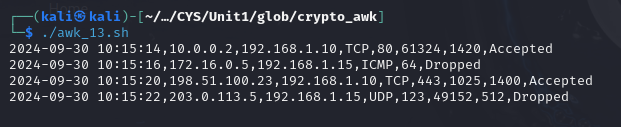 ┌──(kali㉿kali)-[~/…/CYS/Unit1/glob/crypto_awk]
└─$ ./awk_13.sh
2024-09-30 10:15:14,10.0.0.2,192.168.1.10,TCP,80,61324,1420,Accepted
2024-09-30 10:15:16,172.16.0.5,192.168.1.15,ICMP,64,Dropped
2024-09-30 10:15:20,198.51.100.23,192.168.1.10,TCP,443,1025,1400,Accepted
2024-09-30 10:15:22,203.0.113.5,192.168.1.15,UDP,123,49152,512,Dropped